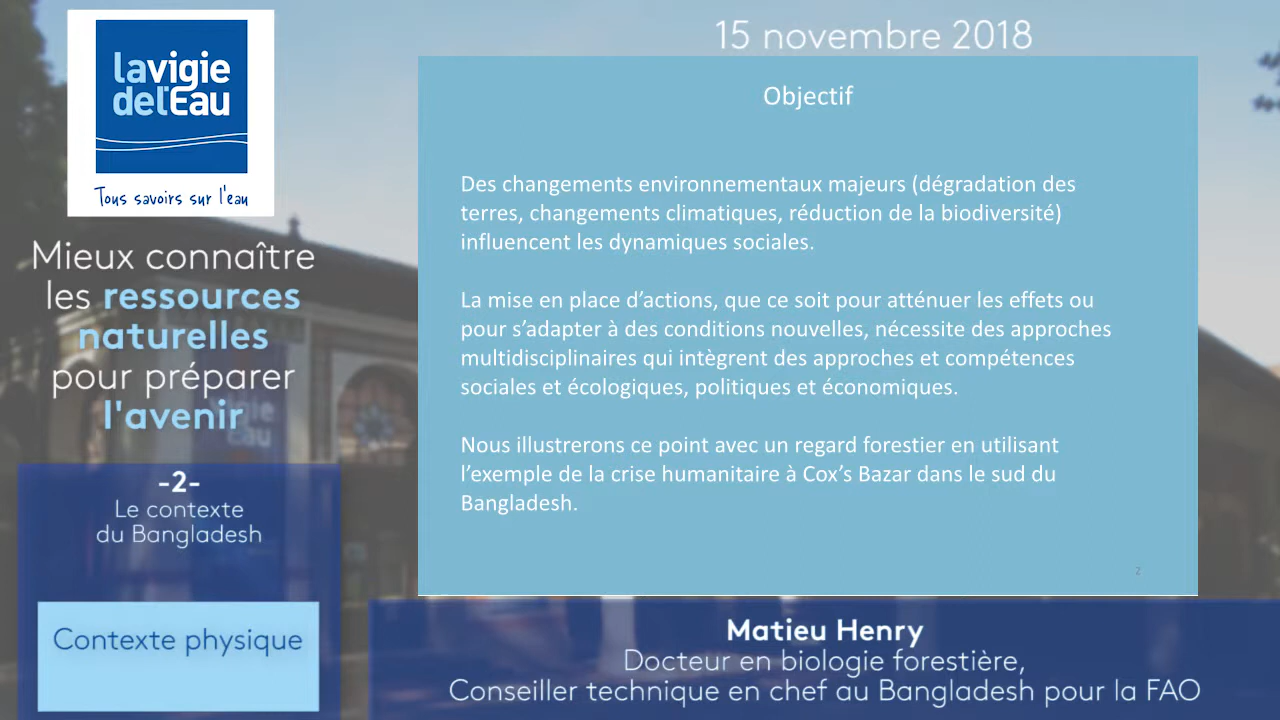 lavigie
del'Eau
Tous savoirs sur l'eau
15 novembre 2018
Mieux connaître
les ressources
naturelles
pour préparer
l'avenir
-2-
Le contexte
du Bangladesh
Contexte physique
Objectif
Des changements environnementaux majeurs (dégradation des
terres, changements climatiques, réduction de la biodiversité)
influencent les dynamiques sociales.
La mise en place d’actions, que ce soit pour atténuer les effets ou
pour s’adapter à des conditions nouvelles, nécessite des approches
multidisciplinaires qui intègrent des approches et compétences
sociales et écologiques, politiques et économiques.
Nous illustrerons ce point avec un regard forestier en utilisant
l’exemple de la crise humanitaire à Cox’s Bazar dans le sud du
Bangladesh.
2
Matieu Henry
Docteur en biologie forestière,
Conseiller technique en chef au Bangladesh pour la FAO